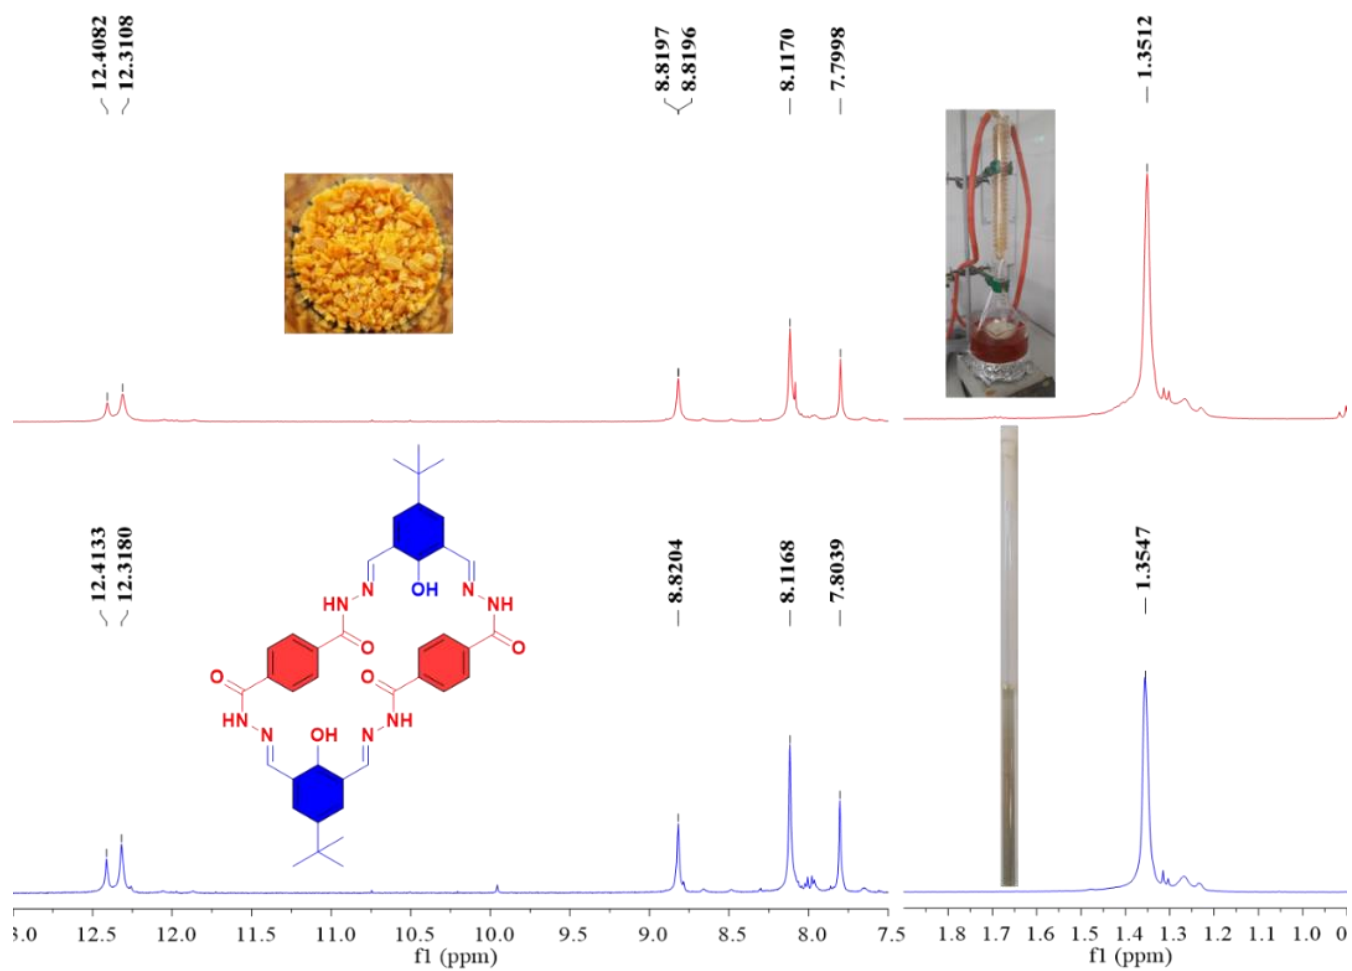 12.4082
12.3108
8.8197
8.8196
8.1170
7.7998
1.3512
12.4133
12.3180
8.8204
8.1168
7.8039
1.3547
OH
N
N
HN
NH
O
O
O
O
HN
NH
N
OH
N
3.0 12.5 12.0 11.5 11.0 10.5 10.0 9.5 9.0 8.5 8.0 7.5
f1 (ppm)
1.8 1.7 1.6 1.5 1.4 1.3 1.2 1.1 1.0 0
f1 (ppm)